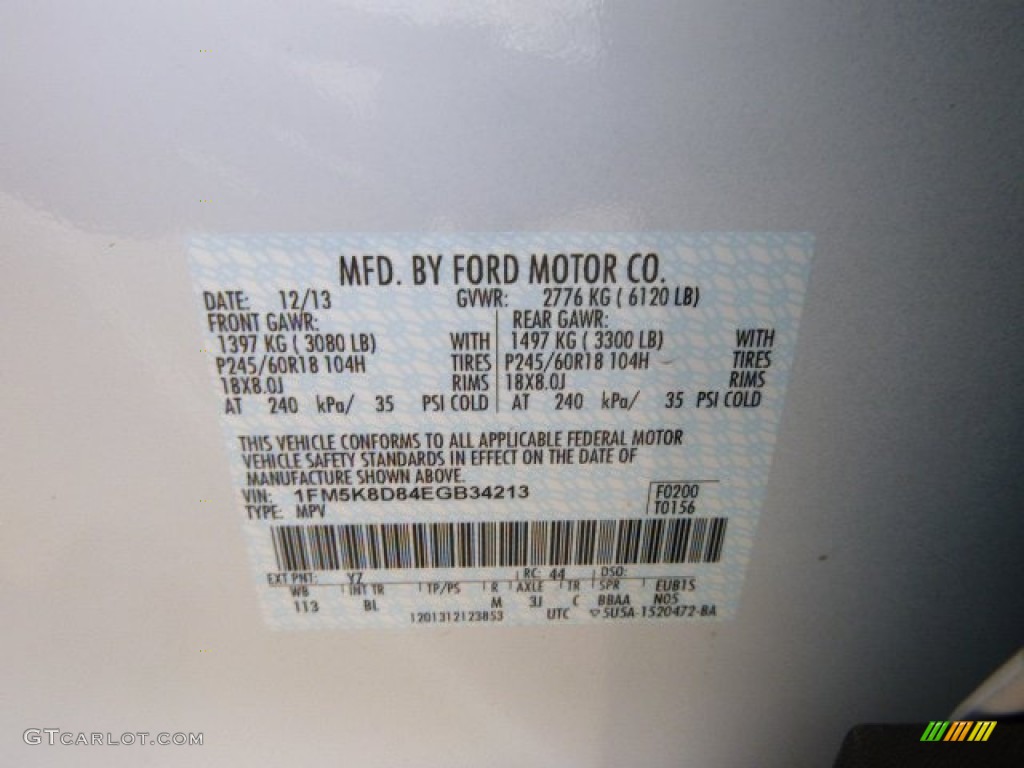 MFD. BY FORD MOTOR CO.
DATE: 12/13 GVWR: 2776 KG ( 6120 LB)
FRONT GAWR: REAR GAWR:
1397 KG ( 3080 LB) WITH 1497 KG ( 3300 LB) WITH
P245/60R18 104H TIRES P245/60R18 104H TIRES
18X8.0J RIMS 18X8.0J RIMS
AT 240 kPa/ 35 PSI COLD AT 240 kPa/ 35 PSI COLD
THIS VEHICLE CONFORMS TO ALL APPLICABLE FEDERAL MOTOR
VEHICLE SAFETY STANDARDS IN EFFECT ON THE DATE OF
MANUFACTURE SHOWN ABOVE.
VIN: 1FM5K8D84EGB34213 F0200
TYPE: MPV T0156
EXT PNT: YZ RC: 44 DSO:
WB INT TR TP/PS R AXLE TR SPR EUB1S
113 BL M 3J C BBAA N05
1201312123853 UTC ▽5U5A-1520472-BA
GTCARLOT.COM